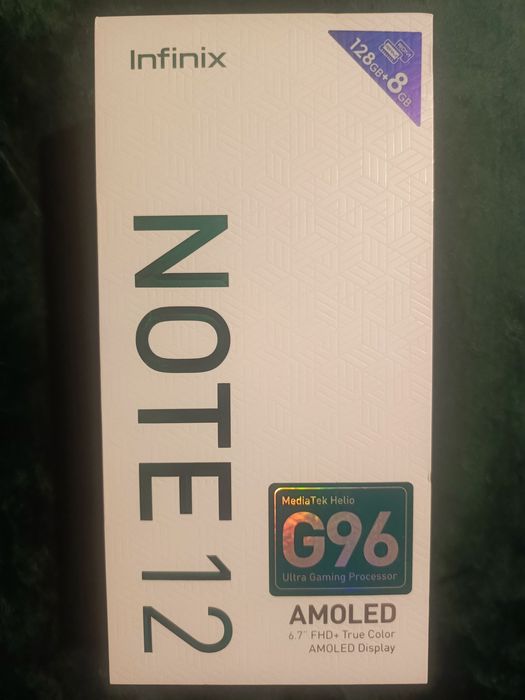 Infinix
128GB+8GB
NOTE 12
MediaTek Helio
G96
Ultra Gaming Processor
AMOLED
6.7" FHD+ True Color
AMOLED Display